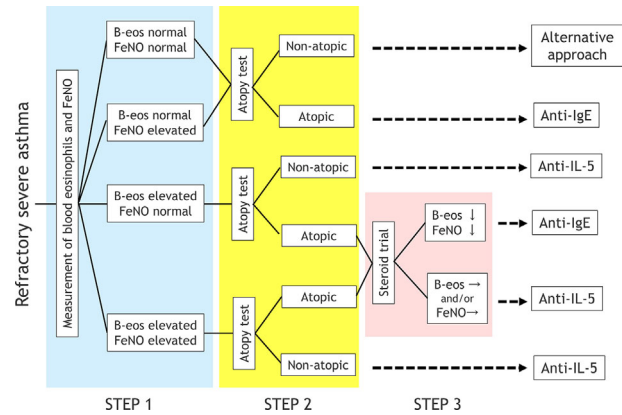 Refractory severe asthma
Measurement of blood eosinophils and FeNO
B-eos normal
FeNO normal
B-eos normal
FeNO elevated
B-eos elevated
FeNO normal
B-eos elevated
FeNO elevated
STEP 1
Atopy test
Non-atopic
Atopic
Atopy test
Non-atopic
Atopic
Atopy test
Atopic
Non-atopic
STEP 2
Steroid trial
B-eos ↓
FeNO ↓
B-eos →
and/or
FeNO→
STEP 3
Alternative
approach
Anti-IgE
Anti-IL-5
Anti-IgE
Anti-IL-5
Anti-IL-5